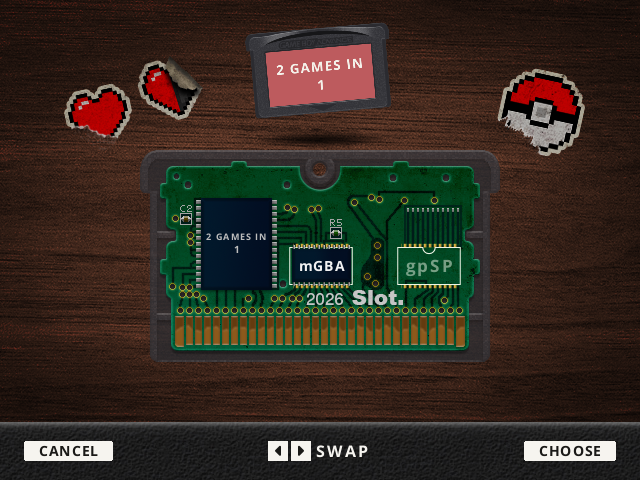 2 GAMES IN
1
C2
R5
2 GAMES IN
1
mGBA
gpSP
2026 Slot.
CANCEL
SWAP
CHOOSE